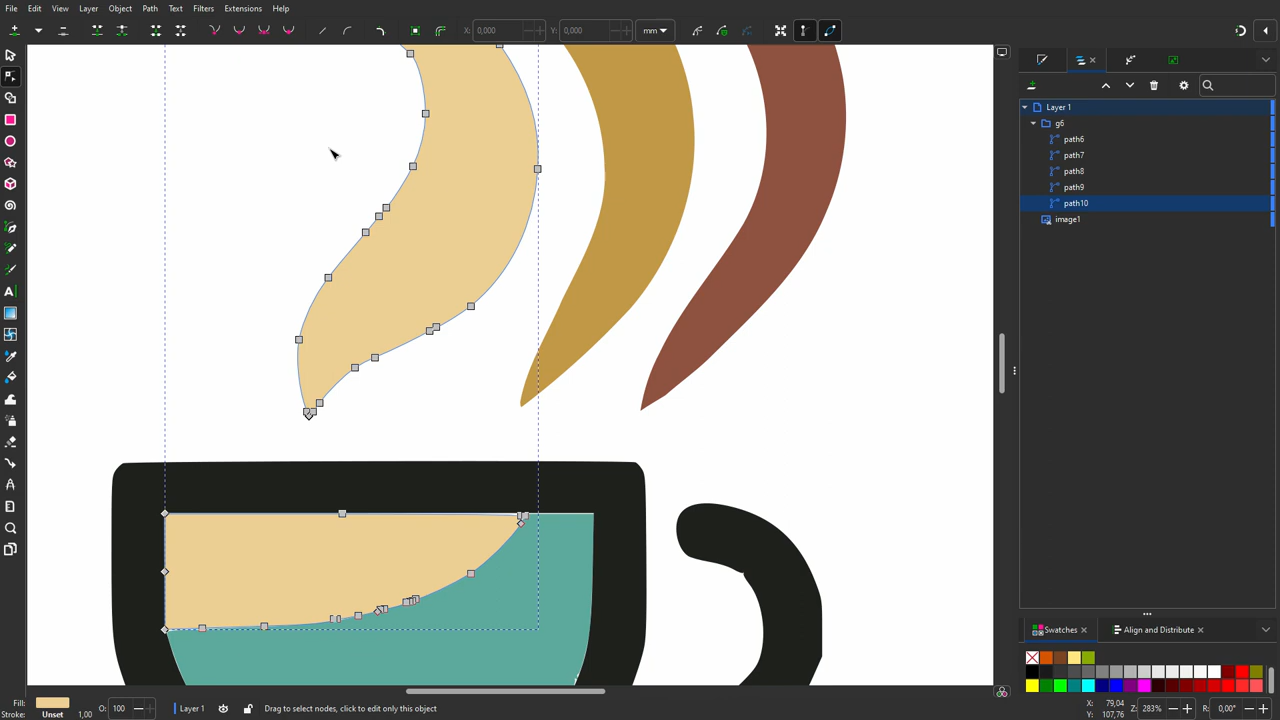 File Edit View Layer Object Path Text Filters Extensions Help
X: 0,000 Y: 0,000 mm
Layer 1
g6
path6
path7
path8
path9
path10
image1
Swatches Align and Distribute
Fill: O: 100 Layer 1 Drag to select nodes, click to edit only this object X: 79,04 Z: 283% R: 0,00°
Stroke: Unset 1,00 Y: 107,76